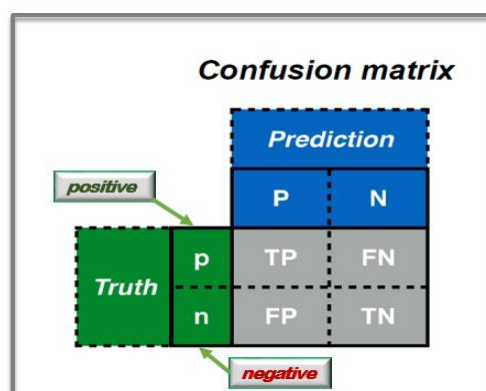 Confusion matrix
Prediction
positive
P N
Truth p TP FN
n FP TN
negative